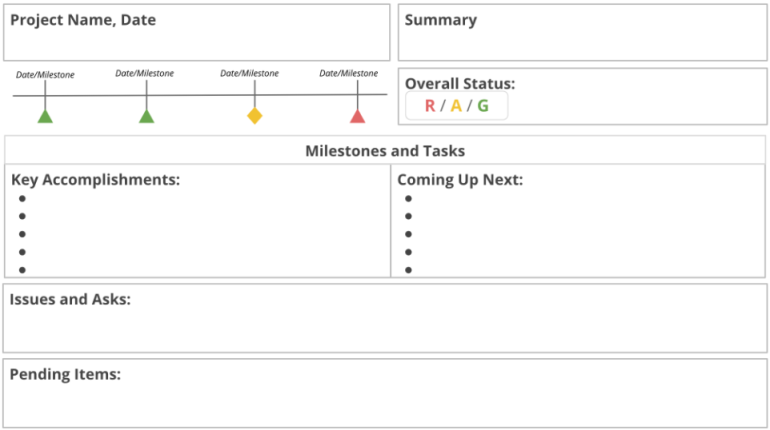 Project Name, Date
Summary
Date/Milestone
Date/Milestone
Date/Milestone
Date/Milestone
Overall Status:
R / A / G
Milestones and Tasks
Key Accomplishments:
Coming Up Next:
Issues and Asks:
Pending Items: